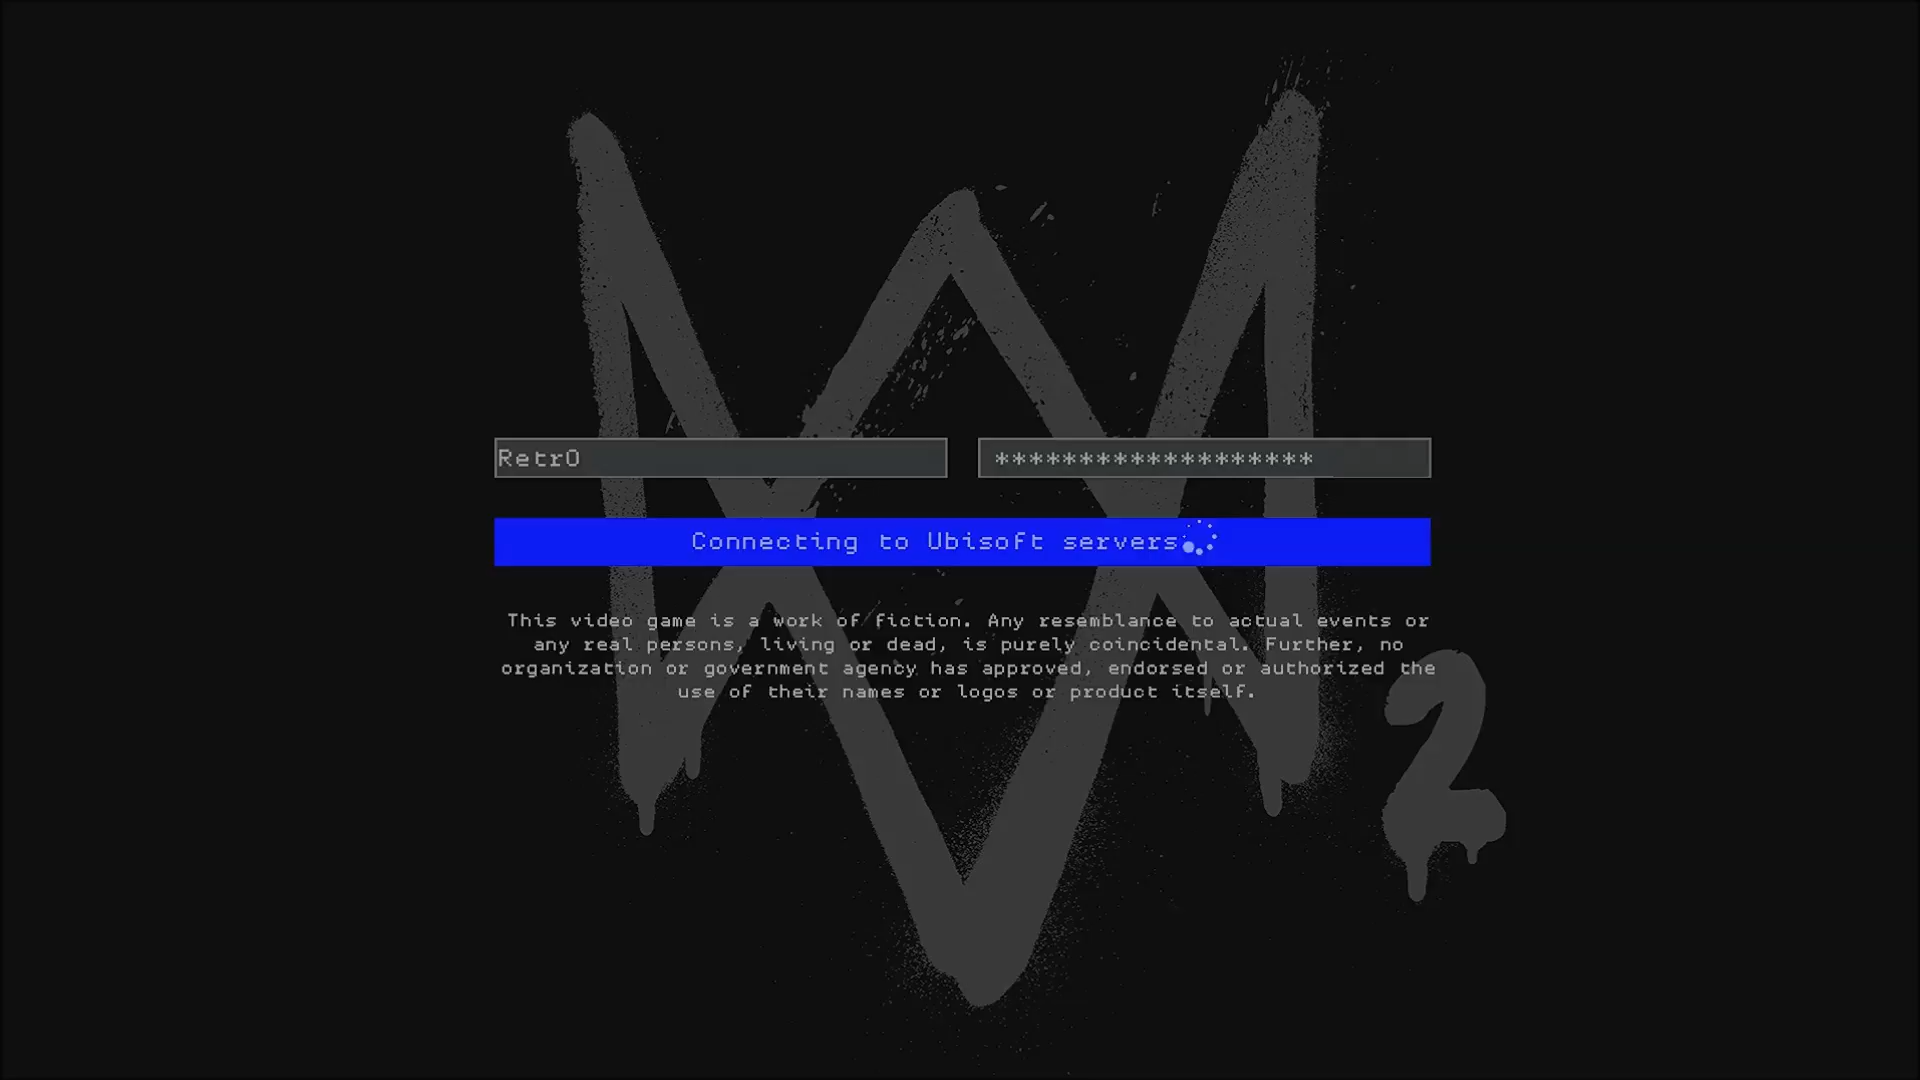 Retr0 *******************
Connecting to Ubisoft servers
This video game is a work of fiction. Any resemblance to actual events or
any real persons, living or dead, is purely coincidental. Further, no
organization or government agency has approved, endorsed or authorized the
use of their names or logos or product itself.
2